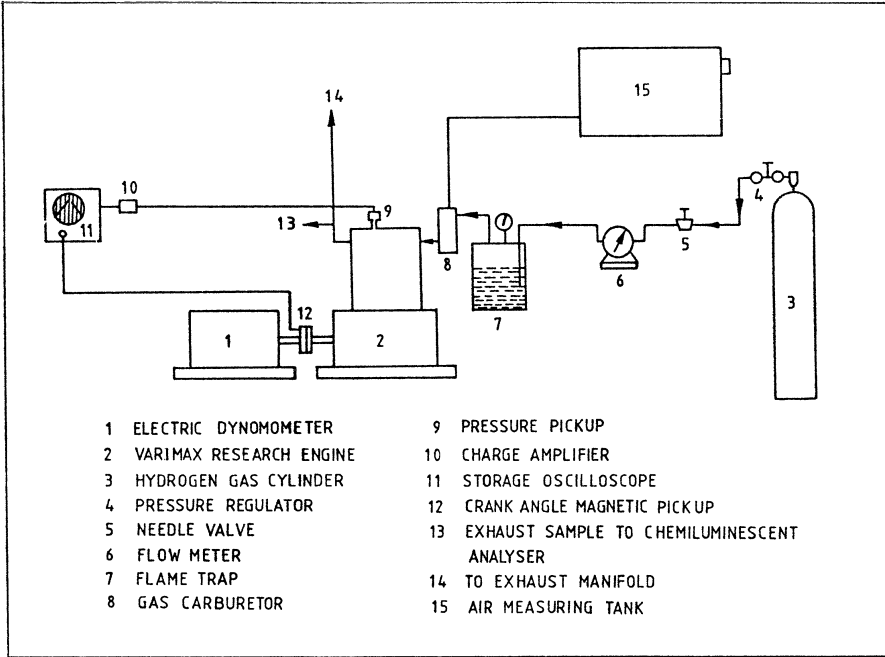 14
15
10
9
4
11
13
8
5
6
12
7
3
1
2
1 ELECTRIC DYNOMOMETER
2 VARIMAX RESEARCH ENGINE
3 HYDROGEN GAS CYLINDER
4 PRESSURE REGULATOR
5 NEEDLE VALVE
6 FLOW METER
7 FLAME TRAP
8 GAS CARBURETOR
9 PRESSURE PICKUP
10 CHARGE AMPLIFIER
11 STORAGE OSCILLOSCOPE
12 CRANK ANGLE MAGNETIC PICKUP
13 EXHAUST SAMPLE TO CHEMILUMINESCENT
ANALYSER
14 TO EXHAUST MANIFOLD
15 AIR MEASURING TANK